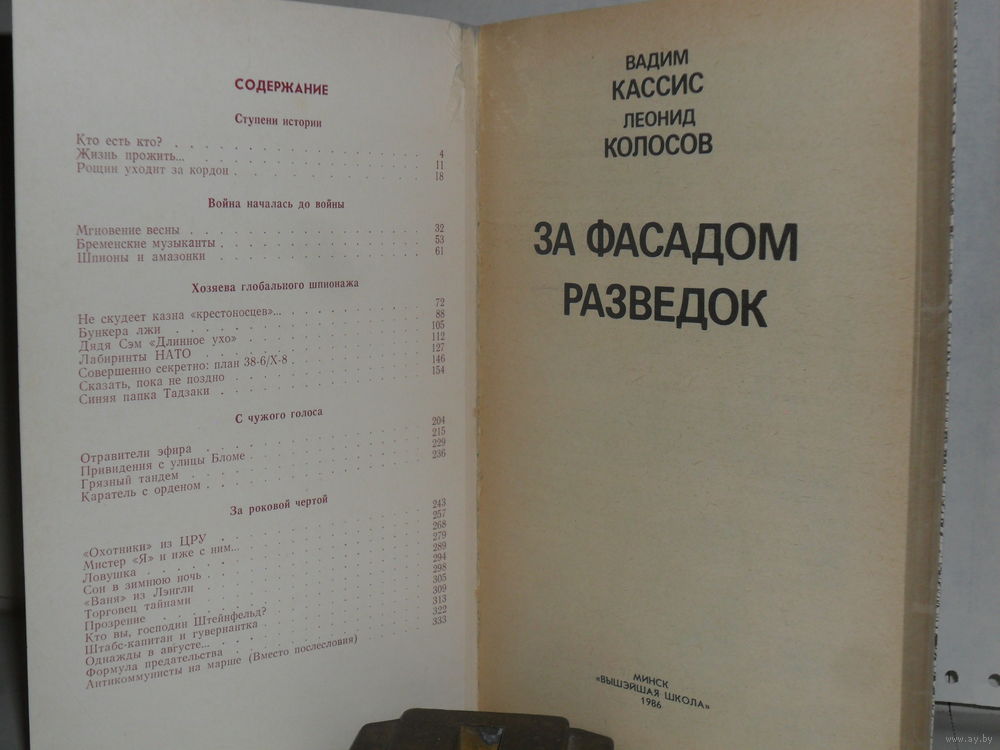 СОДЕРЖАНИЕ
Ступени истории
Кто есть кто? . . . . . . . . . . 4
Жизнь прожить... . . . . . . . . . . 11
Рощин уходит за кордон . . . . . . . . . . 18
Война началась до войны
Мгновение весны . . . . . . . . . . 32
Бременские музыканты . . . . . . . . . . 53
Шпионы и амазонки . . . . . . . . . . 61
Хозяева глобального шпионажа
Не скудеет казна «крестоносцев»... 72
Бункера лжи . . . . . . . . . . 88
Дядя Сэм «Длинное ухо» . . . . . . . . . . 105
Лабиринты НАТО . . . . . . . . . . 112
Совершенно секретно: план 38-6/Х-8 . . . . . . . . . . 127
Сказать, пока не поздно . . . . . . . . . . 146
Синяя папка Тадзаки . . . . . . . . . . 154
С чужого голоса
Отравители эфира . . . . . . . . . . 204
Привидения с улицы Бломе . . . . . . . . . . 215
Грязный тандем . . . . . . . . . . 229
Каратель с орденом . . . . . . . . . . 236
За роковой чертой
«Охотники» из ЦРУ . . . . . . . . . . 243
Мистер «Я» и иже с ним... 257
Ловушка . . . . . . . . . . 268
Сон в зимнюю ночь . . . . . . . . . . 279
«Ваня» из Лэнгли . . . . . . . . . . 289
Торговец тайнами . . . . . . . . . . 294
Прозрение . . . . . . . . . . 298
Кто вы, господин Штейнфельд? 305
Штабс-капитан и гувернантка . . . . . . . . . . 309
Однажды в августе... 313
Формула предательства . . . . . . . . . . 322
Антикоммунисты на марше (Вместо послесловия) 333
ВАДИМ
КАССИС
ЛЕОНИД
КОЛОСОВ
ЗА ФАСАДОМ
РАЗВЕДОК
МИНСК
«ВЫШЭЙШАЯ ШКОЛА»
1986
www.ay.by